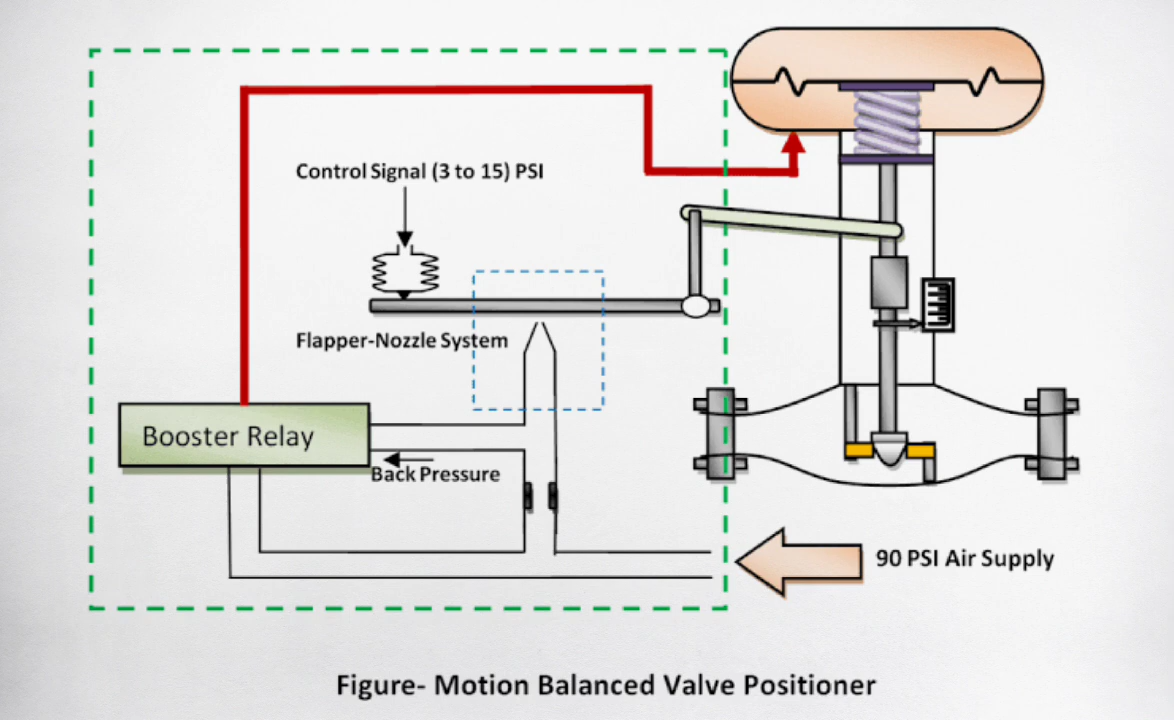 Control Signal (3 to 15) PSI
Flapper-Nozzle System
Booster Relay
Back Pressure
90 PSI Air Supply
Figure- Motion Balanced Valve Positioner